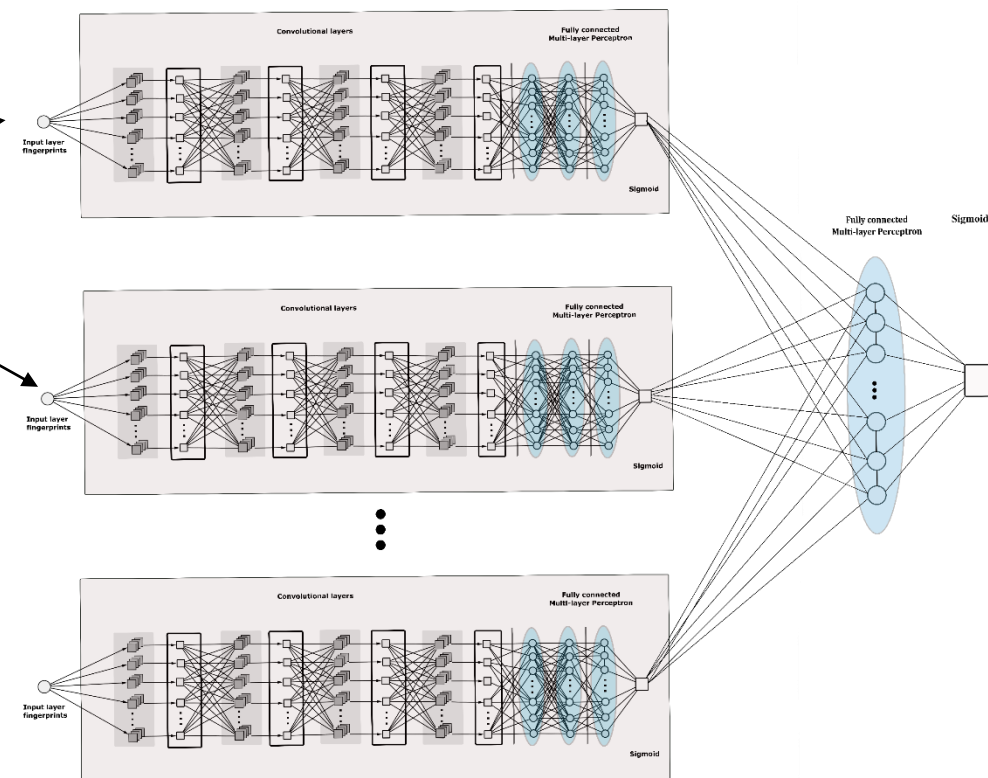 Convolutional layers
Fully connected
Multi-layer Perceptron
Input layer
fingerprints
Sigmoid
Fully connected
Multi-layer Perceptron
Sigmoid
Convolutional layers
Fully connected
Multi-layer Perceptron
Input layer
fingerprints
Sigmoid
Convolutional layers
Fully connected
Multi-layer Perceptron
Input layer
fingerprints
Sigmoid